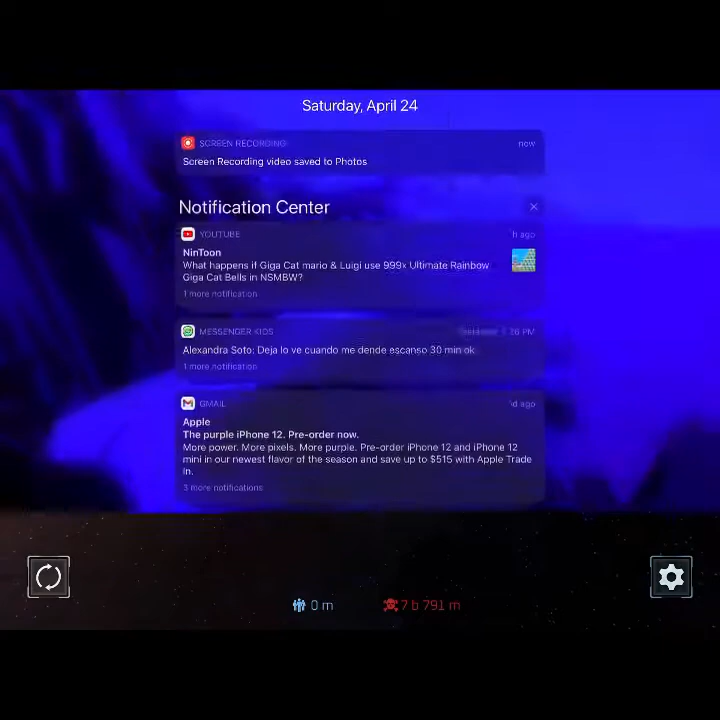 Saturday, April 24
SCREEN RECORDING
now
Screen Recording video saved to Photos
Notification Center
YOUTUBE
h ago
NinToon
What happens if Giga Cat mario & Luigi use 999x Ultimate Rainbow
Giga Cat Bells in NSMBW?
1 more notification
MESSENGER KIDS
PM
Alexandra Soto: Deja lo ve cuando me dende escanso 30 min ok
1 more notification
GMAIL
d ago
Apple
The purple iPhone 12. Pre-order now.
More power. More pixels. More purple. Pre-order iPhone 12 and iPhone 12
mini in our newest flavor of the season and save up to $515 with Apple Trade
In.
3 more notifications
0 m
7 b 791 m